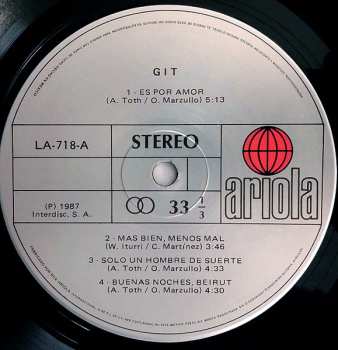 GIT
1 - ES POR AMOR
(A. Toth / O. Marzullo) 5:13
LA-718-A
STEREO
(P) 1987
Interdisc, S. A.
33 1/3
ariola
2 - MAS BIEN, MENOS MAL
(W. Iturri / C. Martínez) 3:46
3 - SOLO UN HOMBRE DE SUERTE
(A. Toth / O. Marzullo) 4:33
4 - BUENAS NOCHES, BEIRUT
(A. Toth / O. Marzullo) 4:30